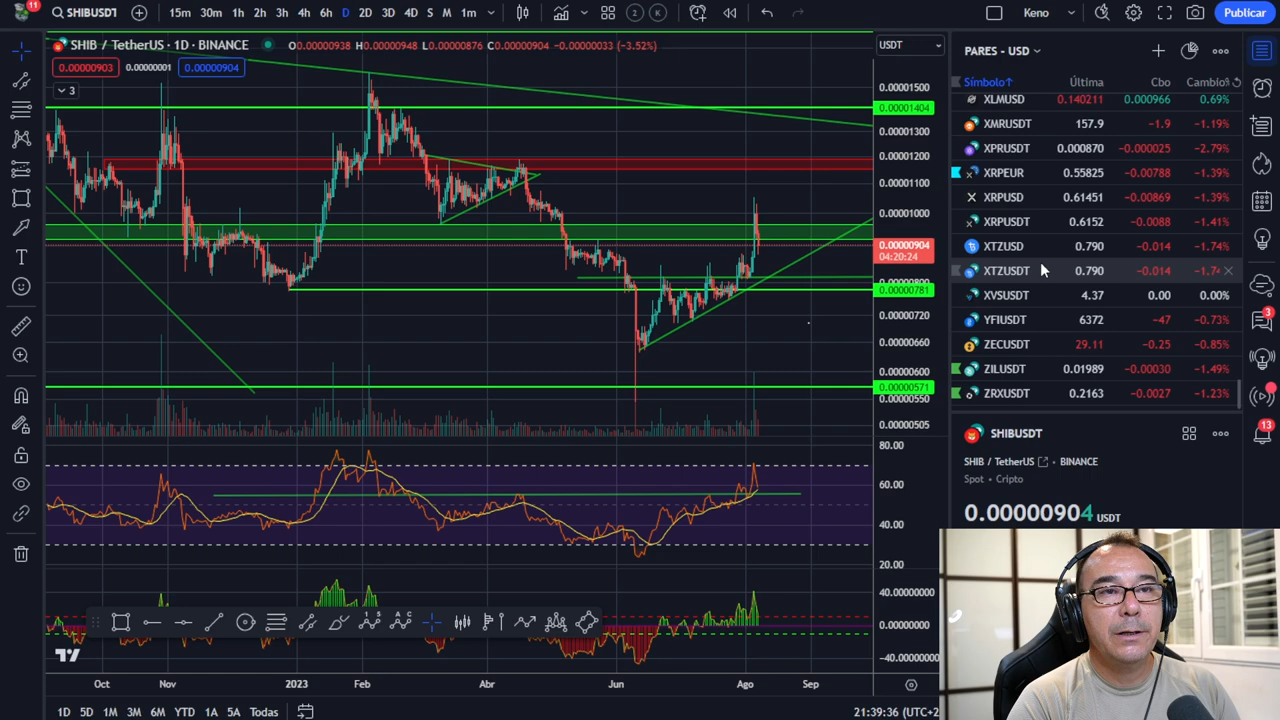 11
SHIBUSDT
15m 30m 1h 2h 3h 4h 6h D 2D 3D 4D S M 1m
2 K
Keno
Publicar
SHIB / TetherUS · 1D · BINANCE O0.00000938 H0.00000948 L0.00000876 C0.00000904 −0.00000033 (−3.52%)
0.00000903 0.00000001 0.00000904
3
USDT
0.00001500
0.00001404
0.00001300
0.00001200
0.00001100
0.00001000
0.00000904
04:20:24
0.00000781
0.00000720
0.00000660
0.00000600
0.00000571
0.00000550
0.00000505
80.00
60.00
40.00
20.00
40.00000000
0.00000000
−40.00000000
1 5
A C
Oct Nov 2023 Feb Abr Jun Ago Sep
1D 5D 1M 3M 6M YTD 1A 5A Todas
21:39:36 (UTC+2
PARES - USD
Símbolo Última Cbo Cambio%
XLMUSD 0.140211 0.000966 0.69%
XMRUSDT 157.9 −1.9 −1.19%
XPRUSDT 0.000870 −0.000025 −2.79%
XRPEUR 0.55825 −0.00788 −1.39%
XRPUSD 0.61451 −0.00869 −1.39%
XRPUSDT 0.6152 −0.0088 −1.41%
XTZUSD 0.790 −0.014 −1.74%
XTZUSDT 0.790 −0.014 −1.74
XVSUSDT 4.37 0.00 0.00%
YFIUSDT 6372 −47 −0.73%
ZECUSDT 29.11 −0.25 −0.85%
ZILUSDT 0.01989 −0.00030 −1.49%
ZRXUSDT 0.2163 −0.0027 −1.23%
SHIBUSDT
SHIB / TetherUS · BINANCE
Spot · Cripto
0.00000904 USDT
3
13